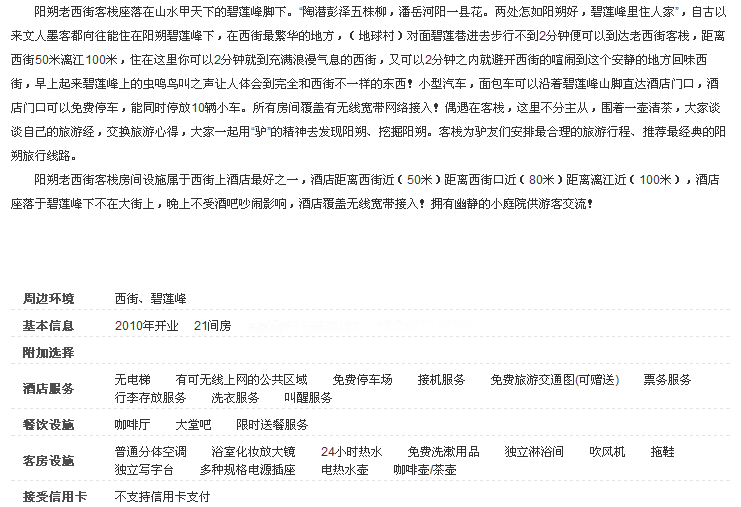 阳朔老西街客栈座落在山水甲天下的碧莲峰脚下。"陶潜彭泽五株柳，潘岳河阳一县花。两处怎如阳朔好，碧莲峰里住人家"，自古以
来文人墨客都向往能住在阳朔碧莲峰下，在西街最繁华的地方，（地球村）对面碧莲巷进去步行不到2分钟便可以到达老西街客栈，距离
西街50米漓江100米，住在这里你可以2分钟就到充满浪漫气息的西街，又可以2分钟之内就避开西街的喧闹到这个安静的地方回味西
街，早上起来碧莲峰上的虫鸣鸟叫之声让人体会到完全和西街不一样的东西！小型汽车，面包车可以沿着碧莲峰山脚直达酒店门口，酒
店门口可以免费停车，能同时停放10辆小车。所有房间覆盖有无线宽带网络接入！偶遇在客栈，这里不分主从，围着一壶清茶，大家谈
谈自己的旅游经，交换旅游心得，大家一起用"驴"的精神去发现阳朔、挖掘阳朔。客栈为驴友们安排最合理的旅游行程、推荐最经典的阳
朔旅行线路。
阳朔老西街客栈房间设施属于西街上酒店最好之一，酒店距离西街近（50米）距离西街口近（80米）距离漓江近（100米），酒店
座落于碧莲峰下不在大街上，晚上不受酒吧吵闹影响，酒店覆盖无线宽带接入！拥有幽静的小庭院供游客交流！
周边环境 西街、碧莲峰
基本信息 2010年开业 21间房
附加选择
酒店服务 无电梯 有可无线上网的公共区域 免费停车场 接机服务 免费旅游交通图(可赠送) 票务服务
行李存放服务 洗衣服务 叫醒服务
餐饮设施 咖啡厅 大堂吧 限时送餐服务
客房设施 普通分体空调 浴室化妆放大镜 24小时热水 免费洗漱用品 独立淋浴间 吹风机 拖鞋
独立写字台 多种规格电源插座 电热水壶 咖啡壶/茶壶
接受信用卡 不支持信用卡支付